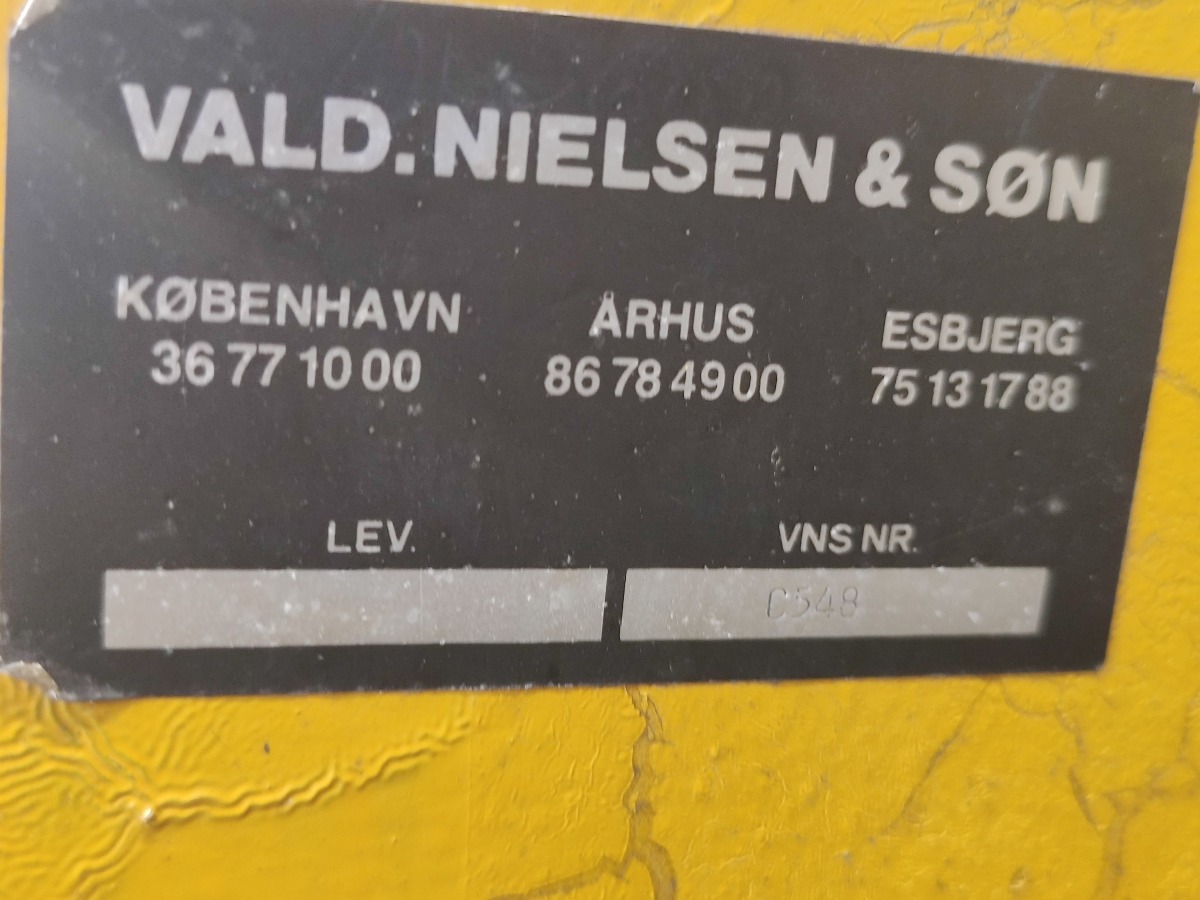 VALD. NIELSEN & SØN
KØBENHAVN ÅRHUS ESBJERG
36 77 10 00 86 78 49 00 75 13 17 88
LEV. VNS NR.